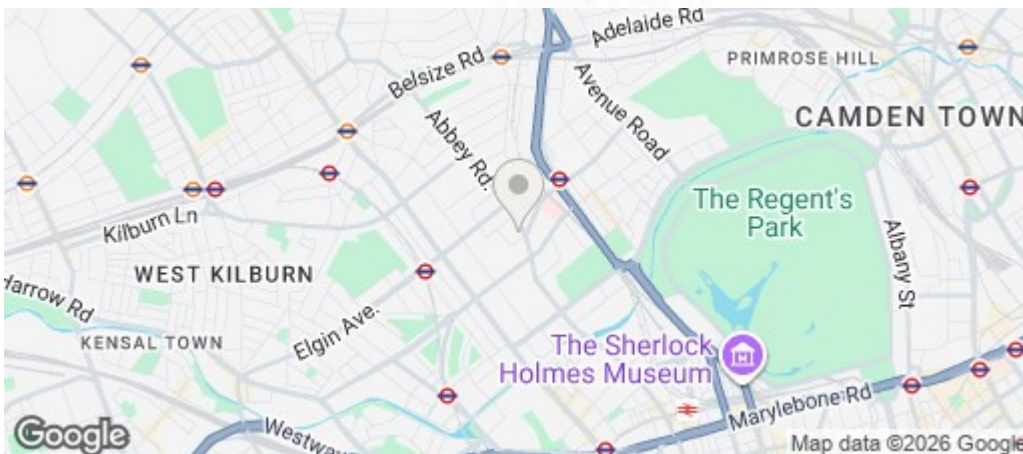 Adelaide Rd
PRIMROSE HILL
Belsize Rd
Avenue Road
CAMDEN TOWN
Abbey Rd.
The Regent's
Park
Kilburn Ln
Albany St
WEST KILBURN
Harrow Rd
Elgin Ave.
KENSAL TOWN
The Sherlock
Holmes Museum
Marylebone Rd
Westway
Google
Map data ©2026 Google